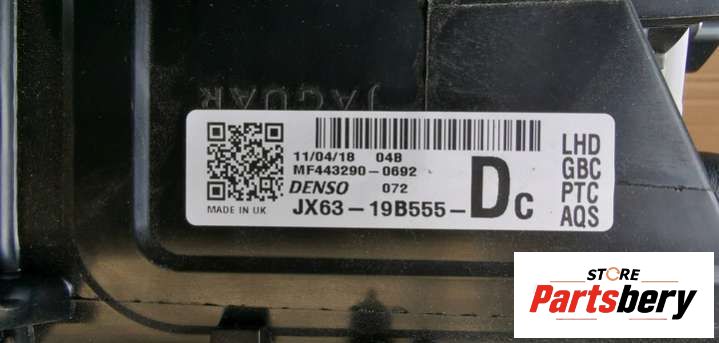 JAGUAR
11/04/18 04B
MF443290-0692
DENSO 072
MADE IN UK
JX63-19B555-Dc
LHD
GBC
PTC
AQS
STORE
Partsbery